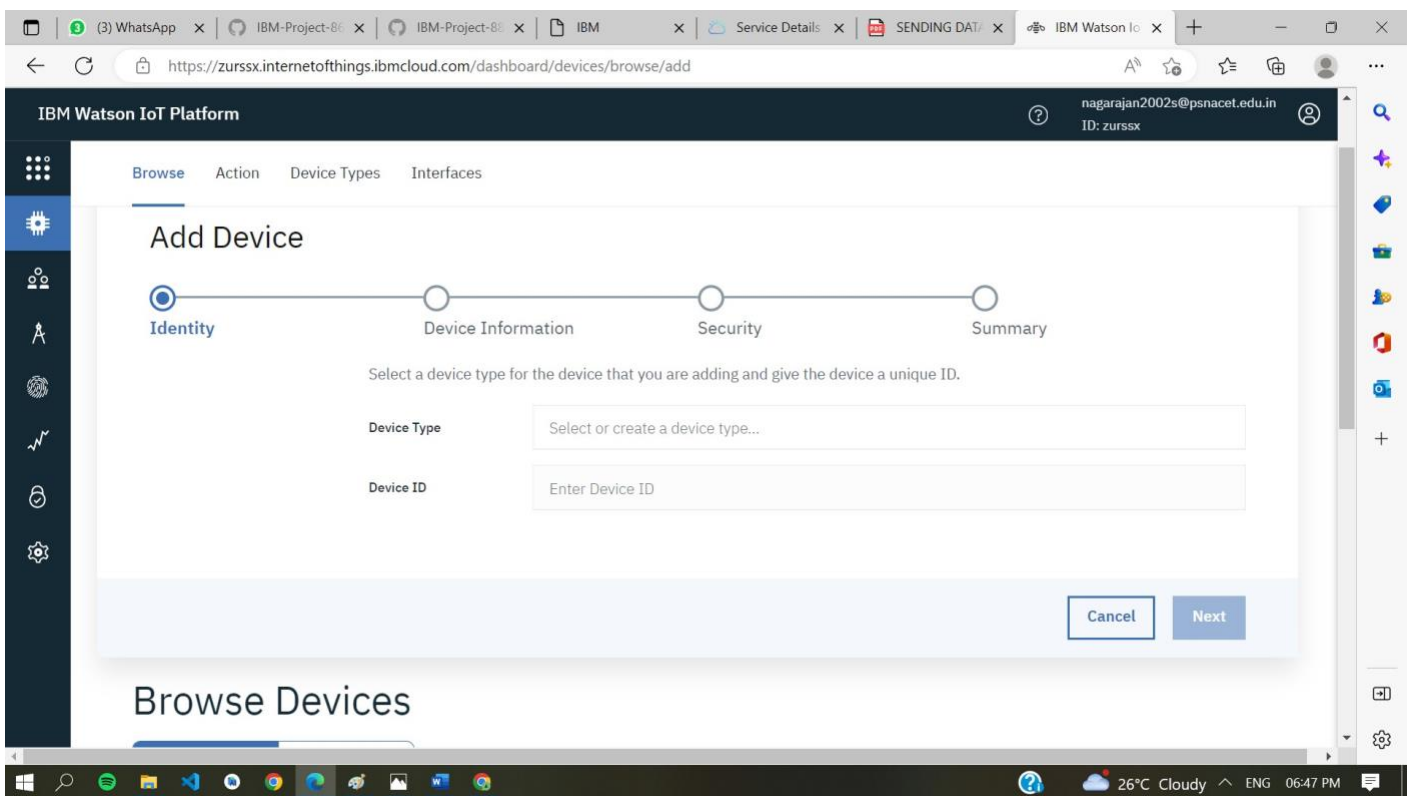 3 (3) WhatsApp IBM-Project-86 IBM-Project-88 IBM Service Details SENDING DATA IBM Watson Io
https://zurssx.internetofthings.ibmcloud.com/dashboard/devices/browse/add
IBM Watson IoT Platform
nagarajan2002s@psnacet.edu.in
ID: zurssx
Browse Action Device Types Interfaces
Add Device
Identity Device Information Security Summary
Select a device type for the device that you are adding and give the device a unique ID.
Device Type Select or create a device type...
Device ID Enter Device ID
Cancel Next
Browse Devices
26°C Cloudy ENG 06:47 PM